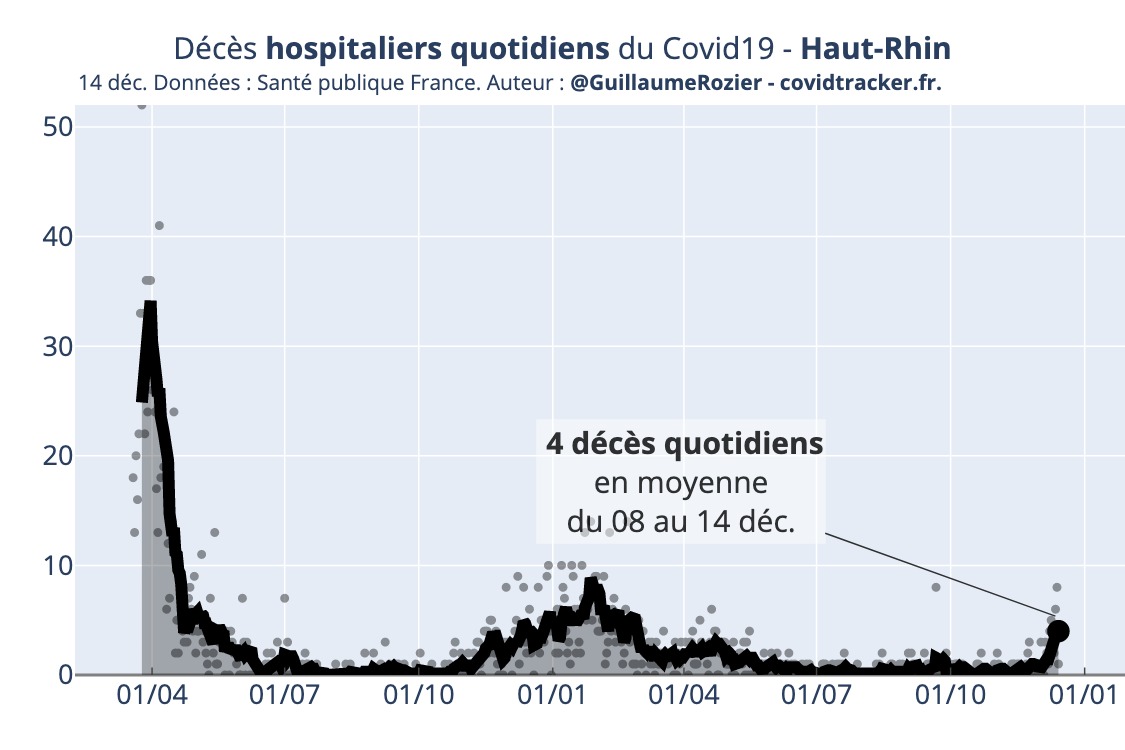 Décès hospitaliers quotidiens du Covid19 - Haut-Rhin
14 déc. Données : Santé publique France. Auteur : @GuillaumeRozier - covidtracker.fr.
50
40
30
20
10
0
4 décès quotidiens
en moyenne
du 08 au 14 déc.
01/04 01/07 01/10 01/01 01/04 01/07 01/10 01/01